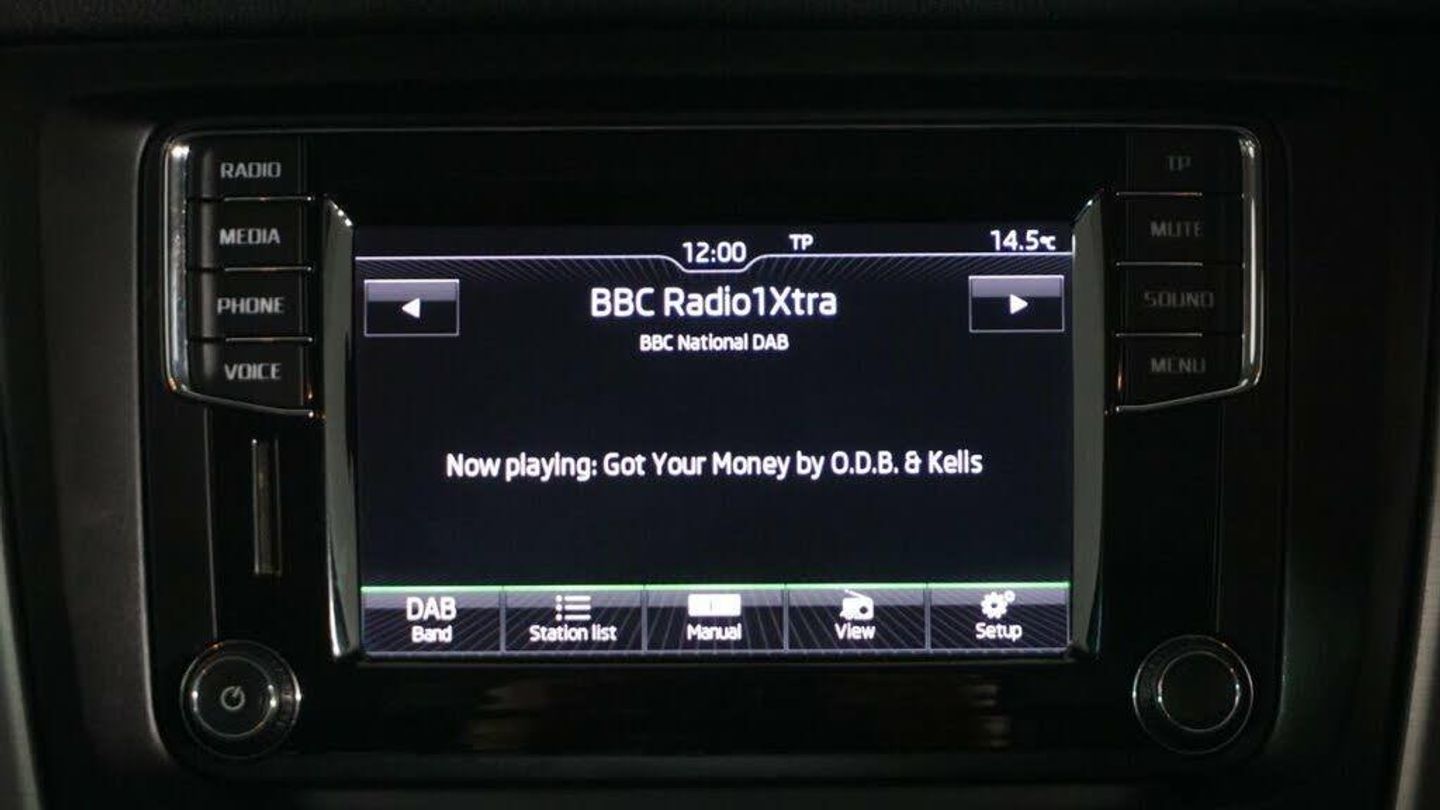 RADIO
MEDIA
PHONE
VOICE
TP
MUTE
SOUND
MENU
12:00 TP 14.5°C
BBC Radio1Xtra
BBC National DAB
Now playing: Got Your Money by O.D.B. & Kelis
DAB
Band
Station list
Manual
View
Setup